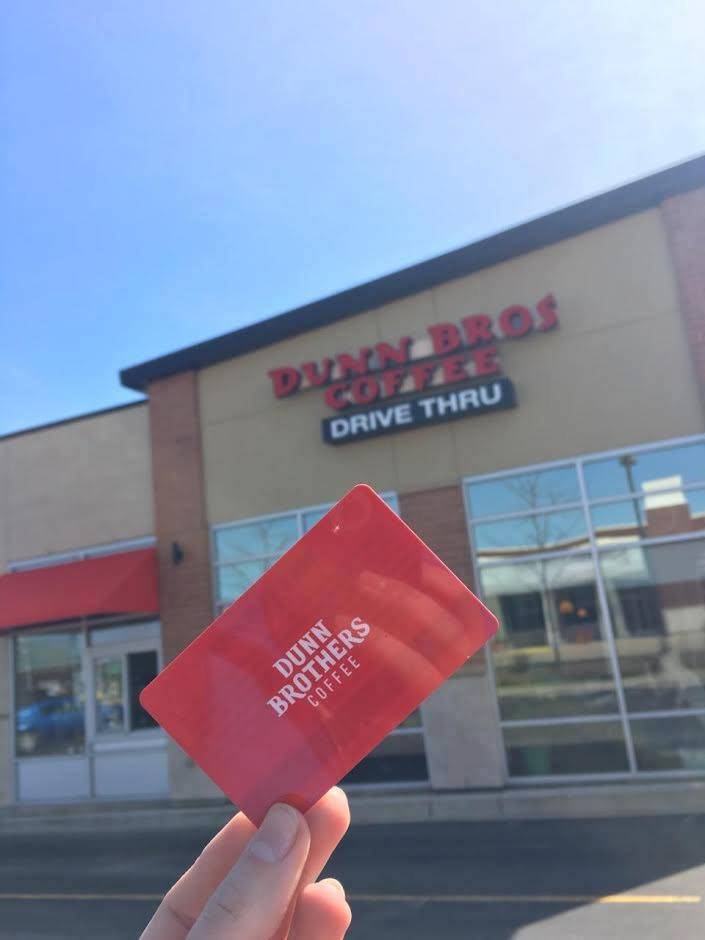 DUNN BROS
COFFEE
DRIVE THRU
DUNN
BROTHERS
COFFEE